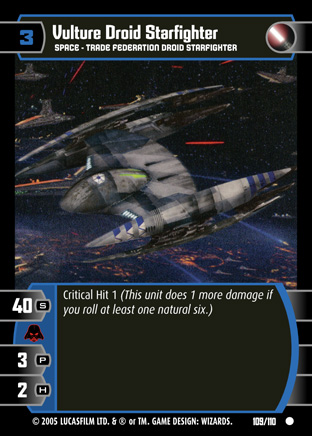 3 Vulture Droid Starfighter
SPACE - TRADE FEDERATION DROID STARFIGHTER
40 S
Critical Hit 1 (This unit does 1 more damage if
you roll at least one natural six.)
3 P
2 H
© 2005 LUCASFILM LTD. & ® or TM. GAME DESIGN: WIZARDS. 109/110